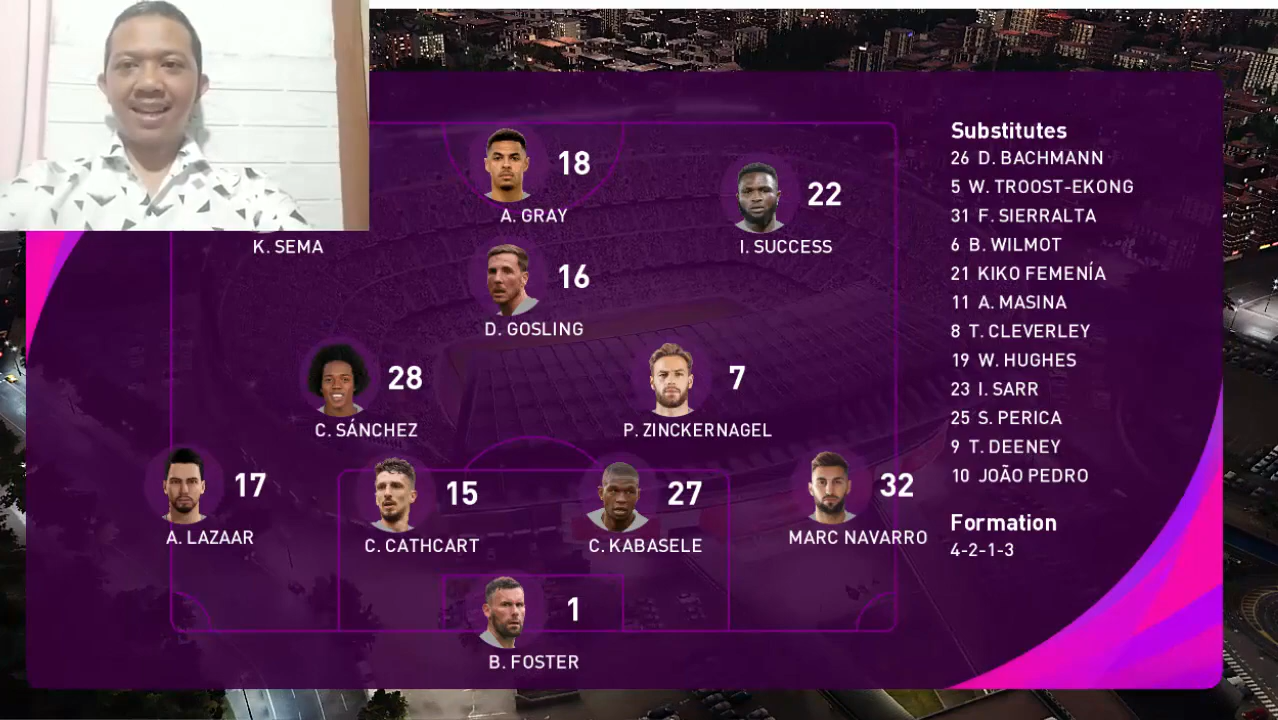 18
A. GRAY
22
I. SUCCESS
K. SEMA
16
D. GOSLING
28
C. SÁNCHEZ
7
P. ZINCKERNAGEL
17
A. LAZAAR
15
C. CATHCART
27
C. KABASELE
32
MARC NAVARRO
1
B. FOSTER
Substitutes
26 D. BACHMANN
5 W. TROOST-EKONG
31 F. SIERRALTA
6 B. WILMOT
21 KIKO FEMENÍA
11 A. MASINA
8 T. CLEVERLEY
19 W. HUGHES
23 I. SARR
25 S. PERICA
9 T. DEENEY
10 JOÃO PEDRO
Formation
4-2-1-3